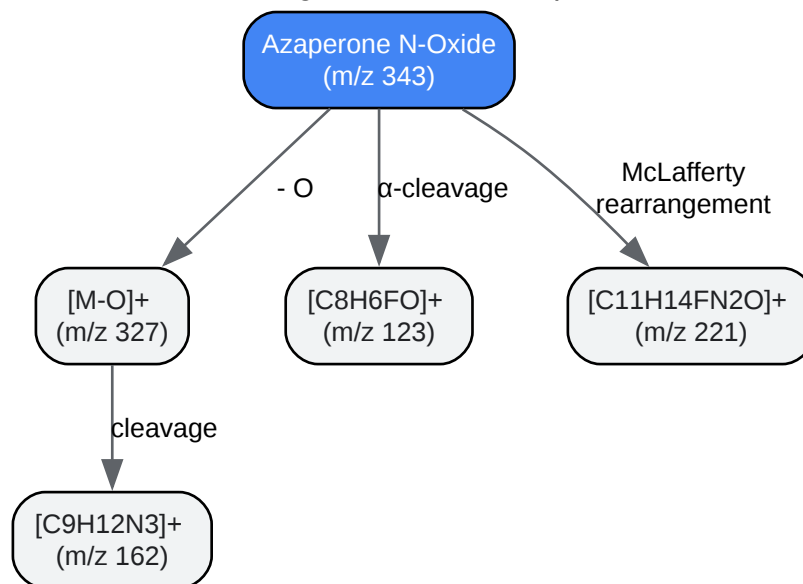 Azaperone N-Oxide
(m/z 343)
- O
α-cleavage
McLafferty
rearrangement
[M-O]+
(m/z 327)
[C8H6FO]+
(m/z 123)
[C11H14FN2O]+
(m/z 221)
cleavage
[C9H12N3]+
(m/z 162)